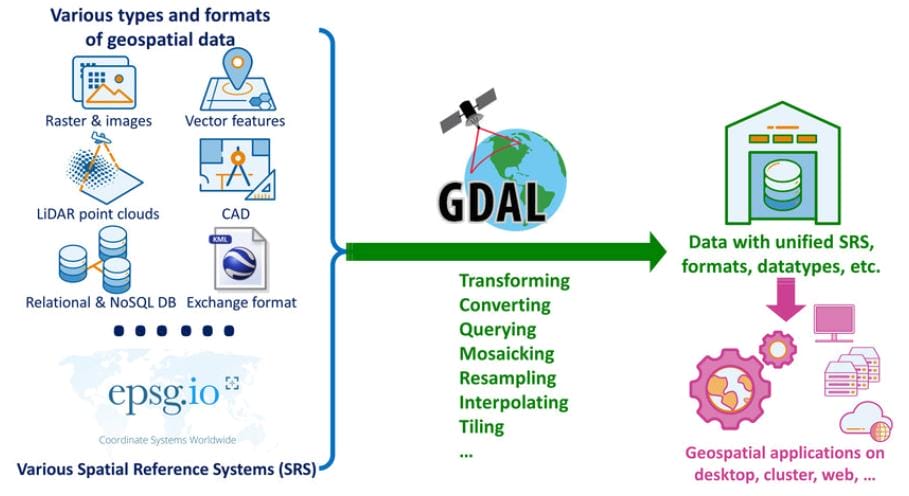 Various types and formats
of geospatial data
Raster & images
Vector features
LiDAR point clouds
CAD
KML
Relational & NoSQL DB
Exchange format
epsg.io
Coordinate Systems Worldwide
Various Spatial Reference Systems (SRS)
GDAL
Transforming
Converting
Querying
Mosaicking
Resampling
Interpolating
Tiling
...
Data with unified SRS,
formats, datatypes, etc.
Geospatial applications on
desktop, cluster, web, ...